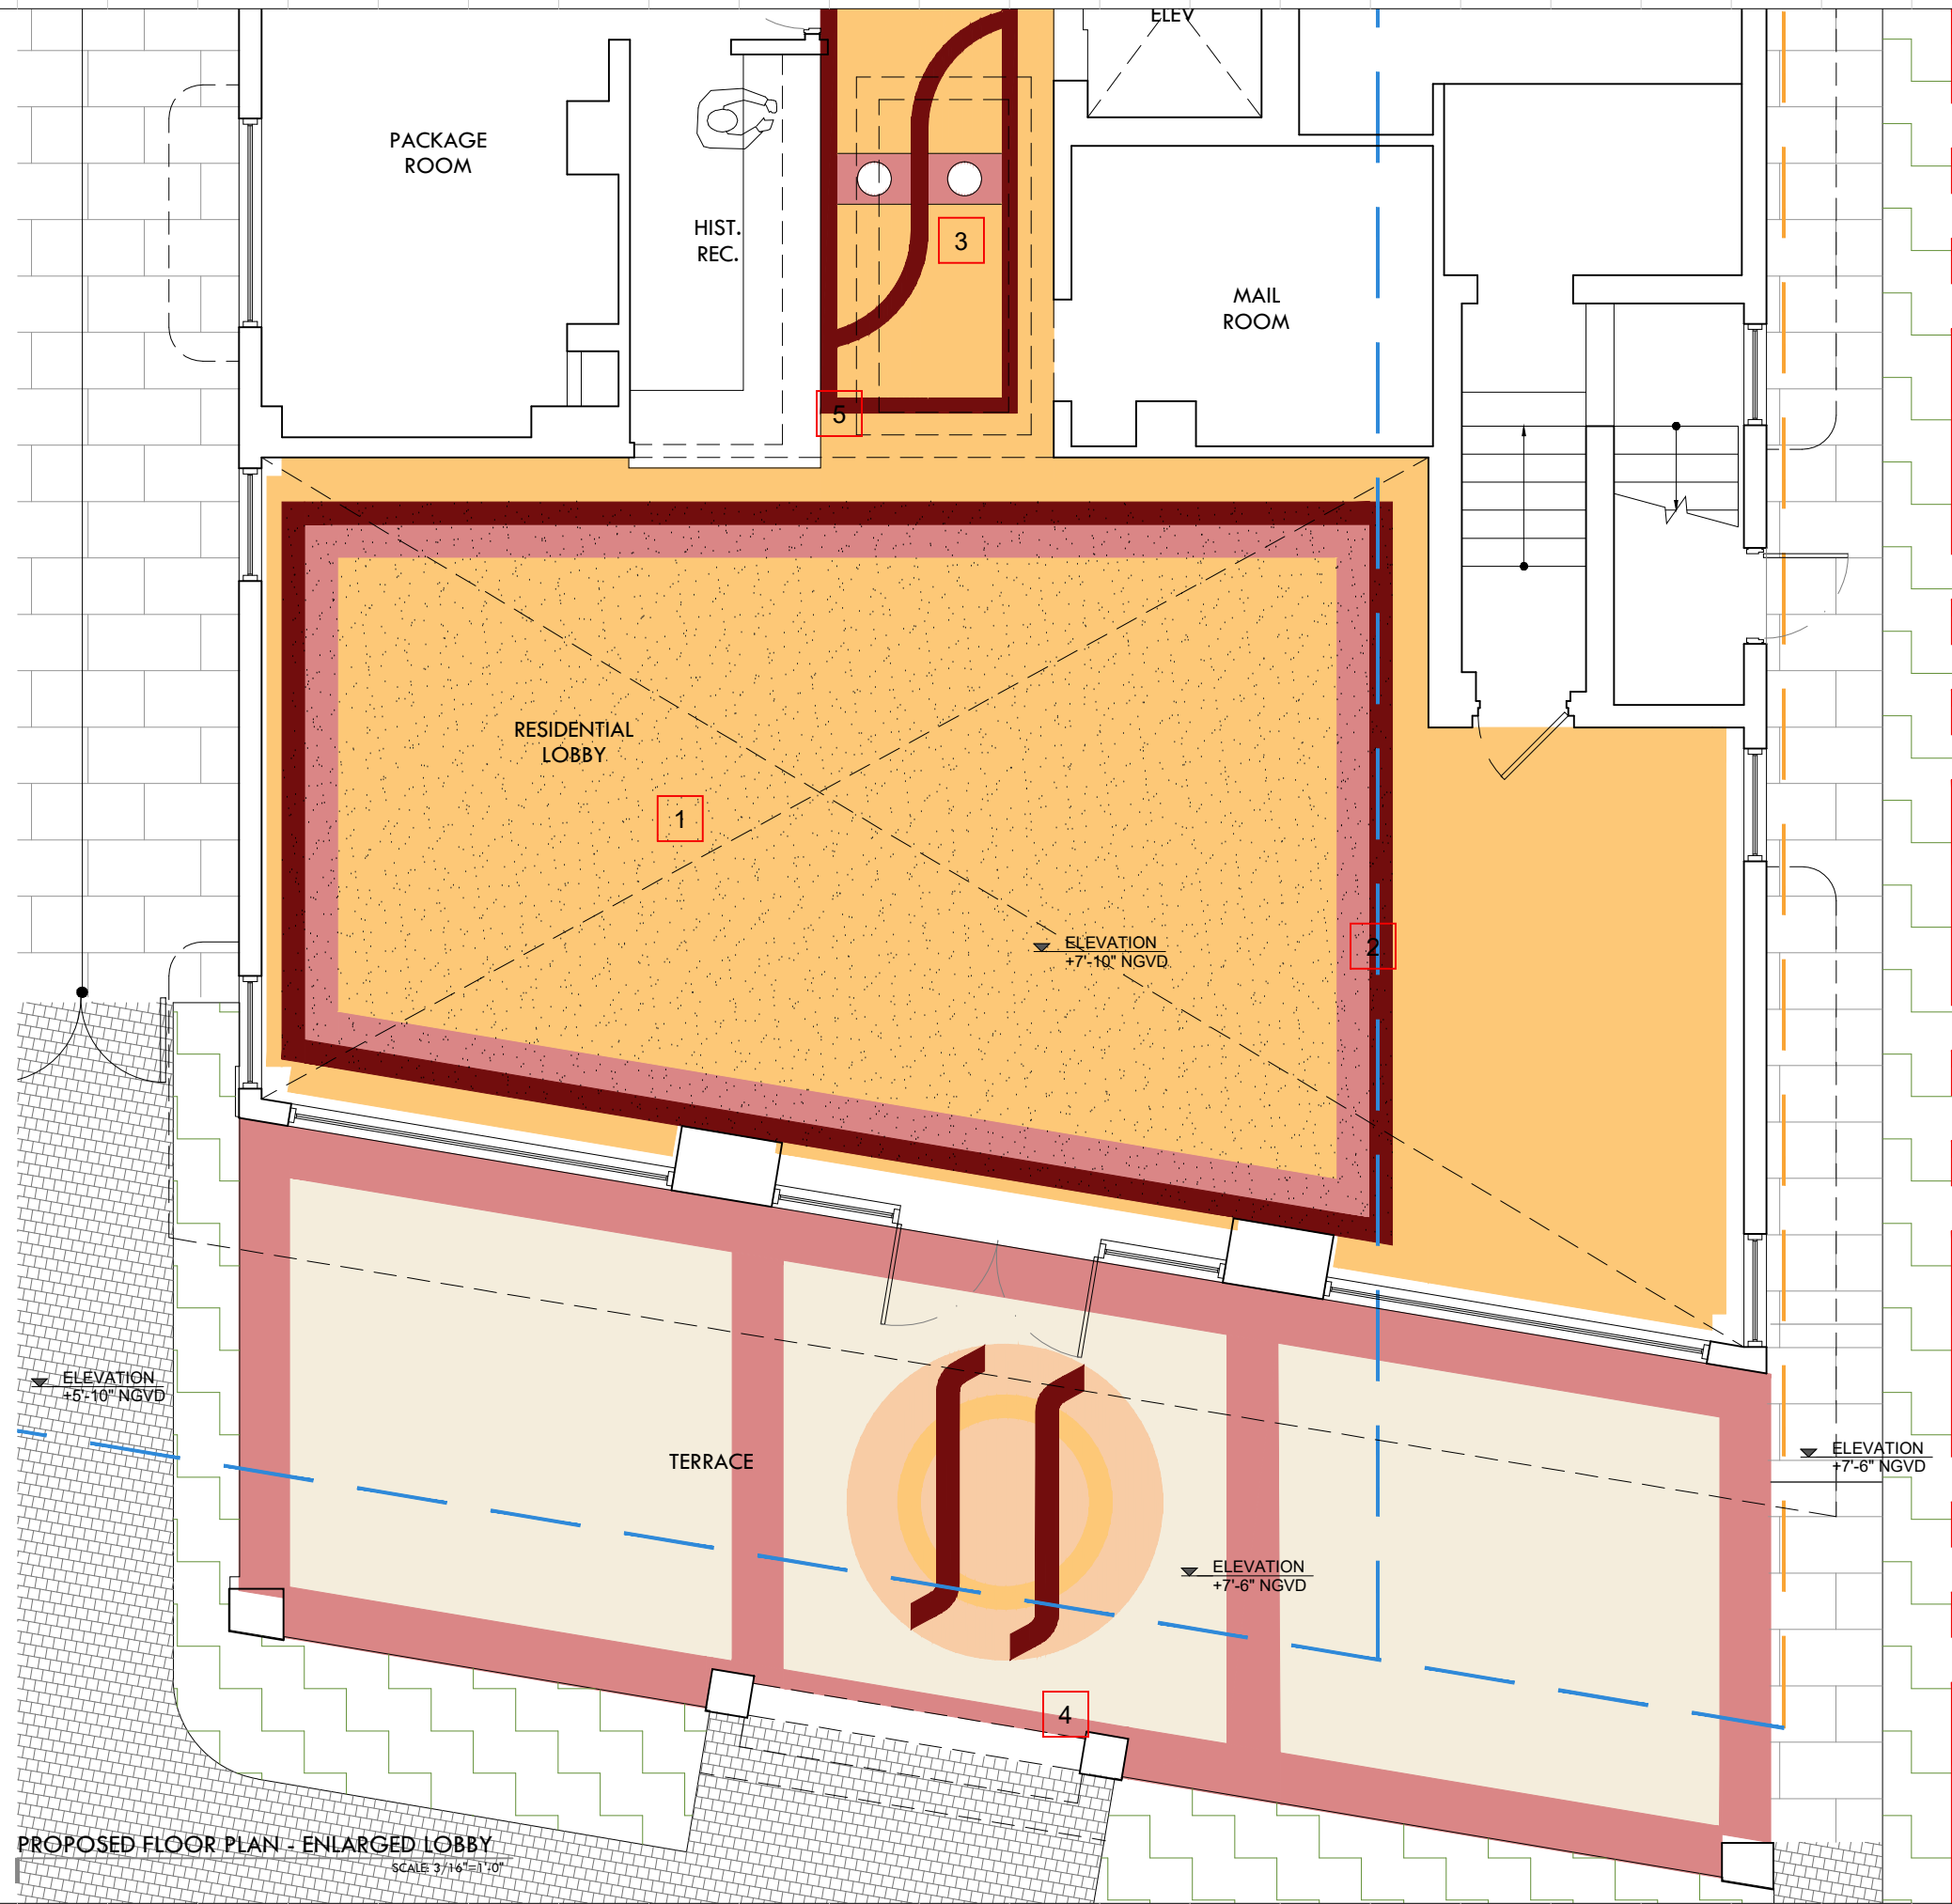 ELEV
PACKAGE
ROOM
HIST.
REC.
3
MAIL
ROOM
5
RESIDENTIAL
LOBBY
1
ELEVATION
+7'-10" NGVD
2
ELEVATION
+5'-10" NGVD
TERRACE
ELEVATION
+7'-6" NGVD
ELEVATION
+7'-6" NGVD
4
PROPOSED FLOOR PLAN - ENLARGED LOBBY
SCALE: 3/16"=1'-0"